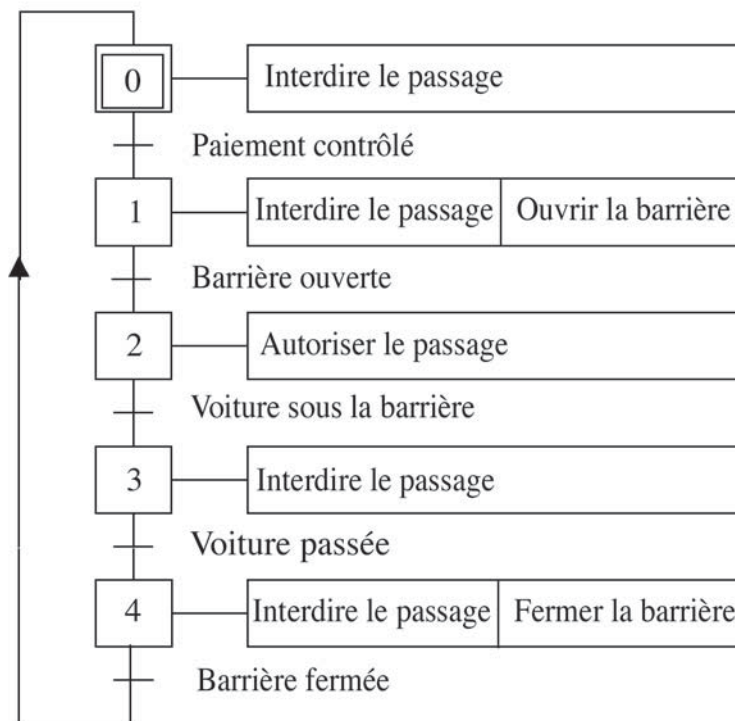 0 Interdire le passage
Paiement contrôlé
1 Interdire le passage Ouvrir la barrière
Barrière ouverte
2 Autoriser le passage
Voiture sous la barrière
3 Interdire le passage
Voiture passée
4 Interdire le passage Fermer la barrière
Barrière fermée